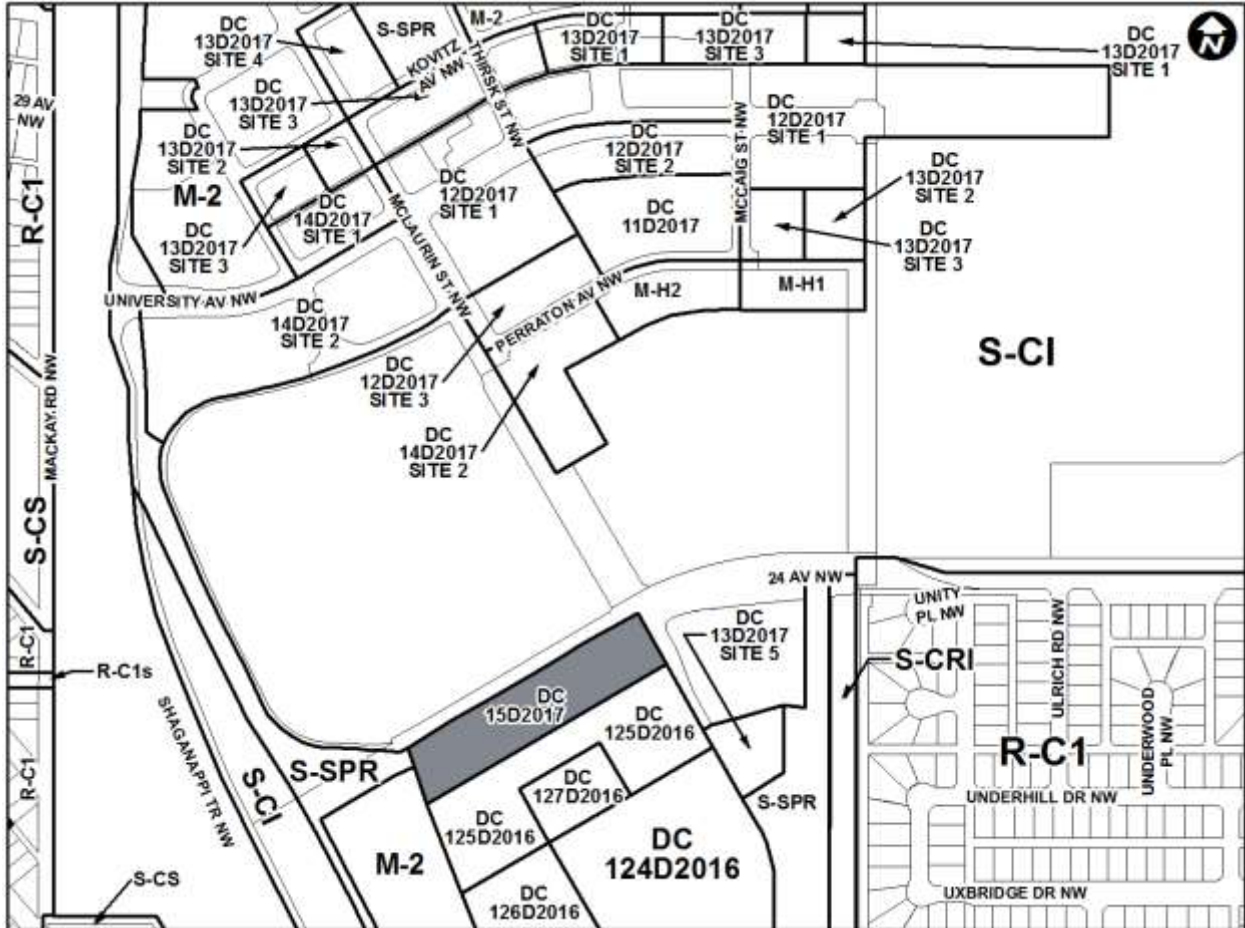 DC
13D2017
SITE 4
S-SPR
M-2
DC
13D2017
SITE 1
DC
13D2017
SITE 3
DC
13D2017
SITE 1
N
KOVITZ
AV NW
THIRSK ST NW
29 AV
NW
DC
13D2017
SITE 3
DC
13D2017
SITE 2
DC
12D2017
SITE 1
DC
12D2017
SITE 2
MCCAIG ST NW
DC
13D2017
SITE 2
R-C1
M-2
DC
14D2017
SITE 1
MCLAURIN ST NW
DC
12D2017
SITE 1
DC
11D2017
DC
13D2017
SITE 3
DC
13D2017
SITE 3
UNIVERSITY AV NW
M-H2
M-H1
DC
14D2017
SITE 2
PERRATON AV NW
S-CI
DC
12D2017
SITE 3
MACKAY RD NW
DC
14D2017
SITE 2
S-CS
24 AV NW
UNITY
PL NW
ULRICH RD NW
DC
13D2017
SITE 5
S-CRI
R-C1
R-C1s
SHAGANAPPI TR NW
DC
15D2017
DC
125D2016
UNDERWOOD
PL NW
R-C1
R-C1
S-CI
S-SPR
DC
127D2016
S-SPR
UNDERHILL DR NW
DC
125D2016
M-2
DC
124D2016
S-CS
DC
126D2016
UXBRIDGE DR NW